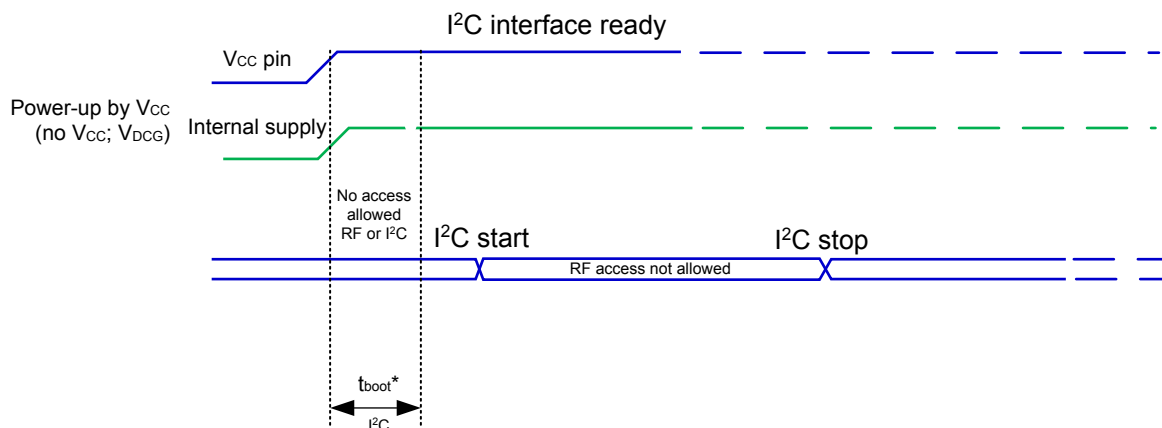 I²C interface ready
Vcc pin
Power-up by Vcc
(no Vcc; VDCG)
Internal supply
No access
allowed
RF or I²C
I²C start
I²C stop
RF access not allowed
tboot*
I²C